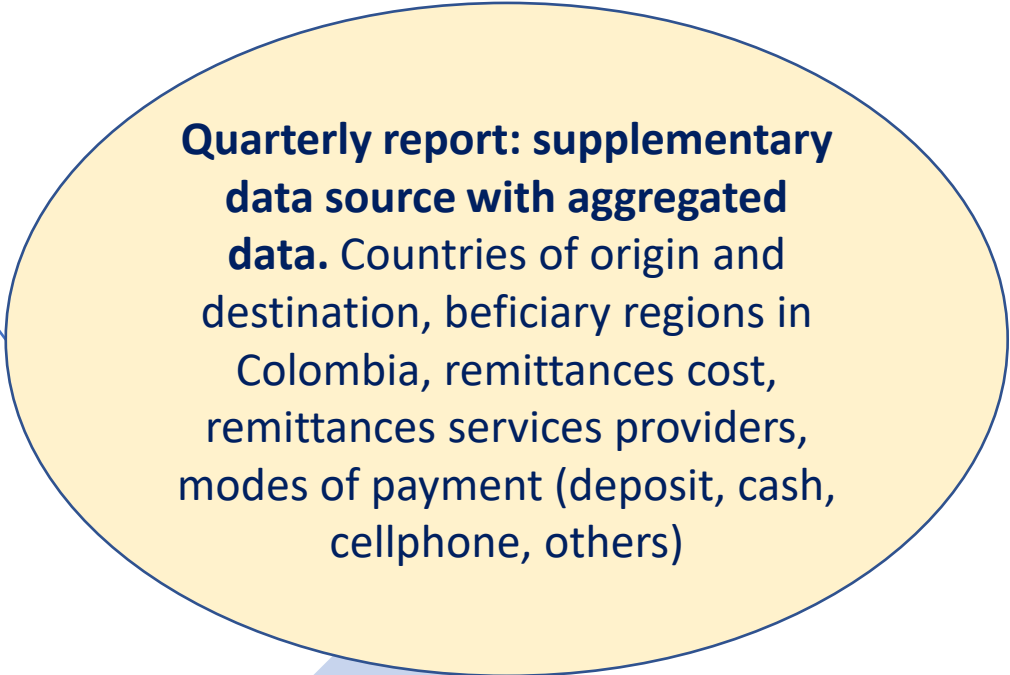 Quarterly report: supplementary
data source with aggregated
data. Countries of origin and
destination, beficiary regions in
Colombia, remittances cost,
remittances services providers,
modes of payment (deposit, cash,
cellphone, others)